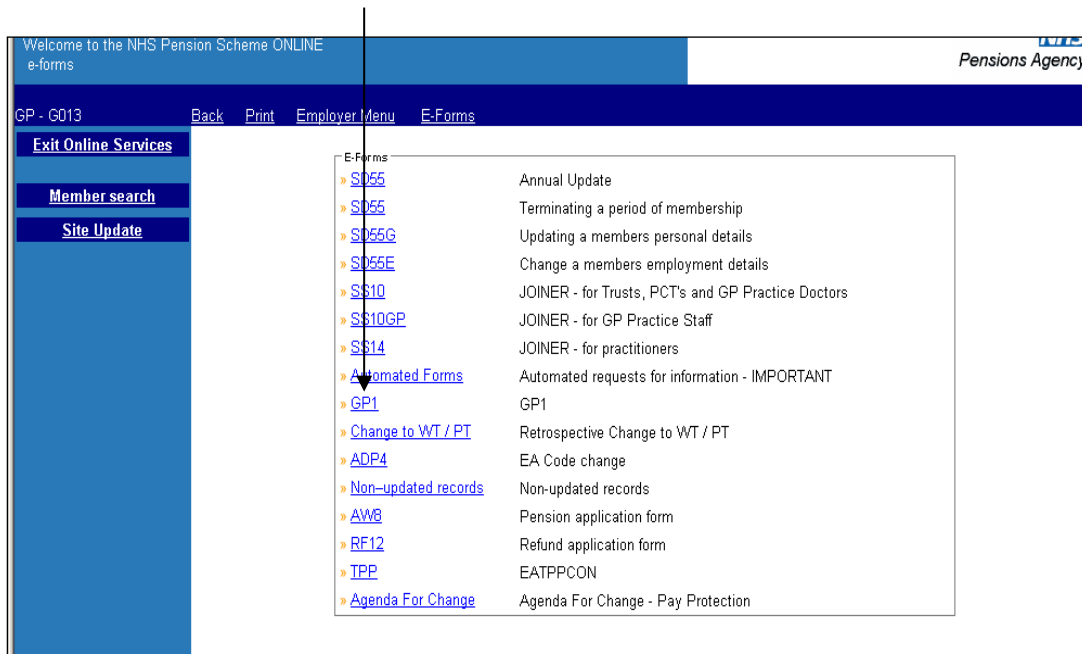 Welcome to the NHS Pension Scheme ONLINE
e-forms
NHS
Pensions Agency
GP - G013 Back Print Employer Menu E-Forms
Exit Online Services
Member search
Site Update
E-Forms
» SD55 Annual Update
» SD55 Terminating a period of membership
» SD55G Updating a members personal details
» SD55E Change a members employment details
» SS10 JOINER - for Trusts, PCT's and GP Practice Doctors
» SS10GP JOINER - for GP Practice Staff
» SS14 JOINER - for practitioners
» Automated Forms Automated requests for information - IMPORTANT
» GP1 GP1
» Change to WT / PT Retrospective Change to WT / PT
» ADP4 EA Code change
» Non–updated records Non-updated records
» AW8 Pension application form
» RF12 Refund application form
» TPP EATPPCON
» Agenda For Change Agenda For Change - Pay Protection